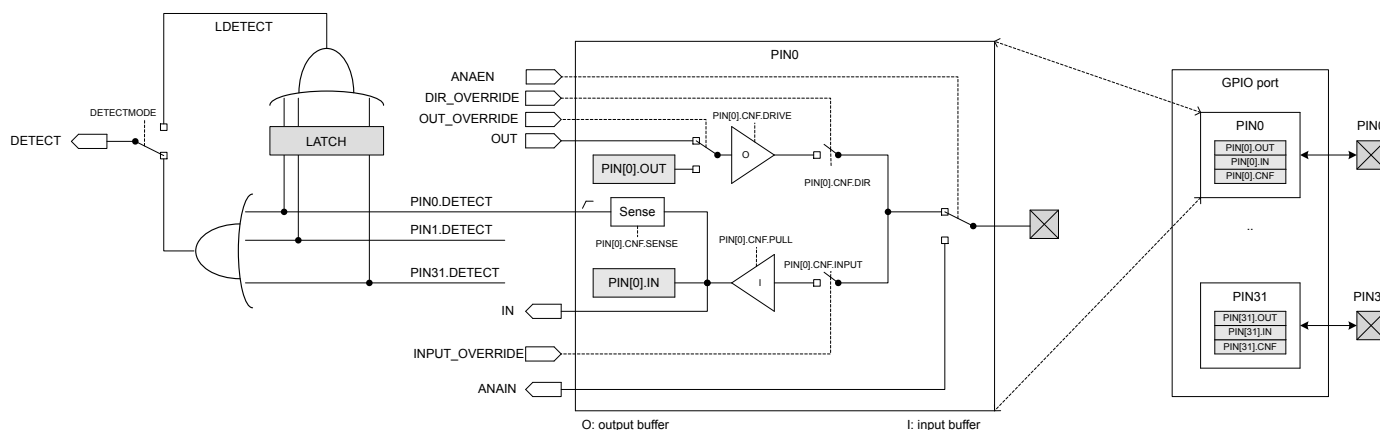 LDETECT
PIN0
ANAEN
GPIO port
DIR_OVERRIDE
DETECTMODE
OUT_OVERRIDE
PIN[0].CNF.DRIVE
PIN0
DETECT
LATCH
OUT
O
PIN[0].OUT
PIN[0].IN
PIN[0].CNF
PIN[0].OUT
PIN[0].CNF.DIR
PIN0.DETECT
Sense
PIN1.DETECT
PIN[0].CNF.SENSE
PIN[0].CNF.PULL
..
PIN[0].CNF.INPUT
PIN31.DETECT
PIN[0].IN
I
PIN31
IN
PIN[31].OUT
PIN[31].IN
PIN[31].CNF
INPUT_OVERRIDE
ANAIN
O: output buffer
I: input buffer